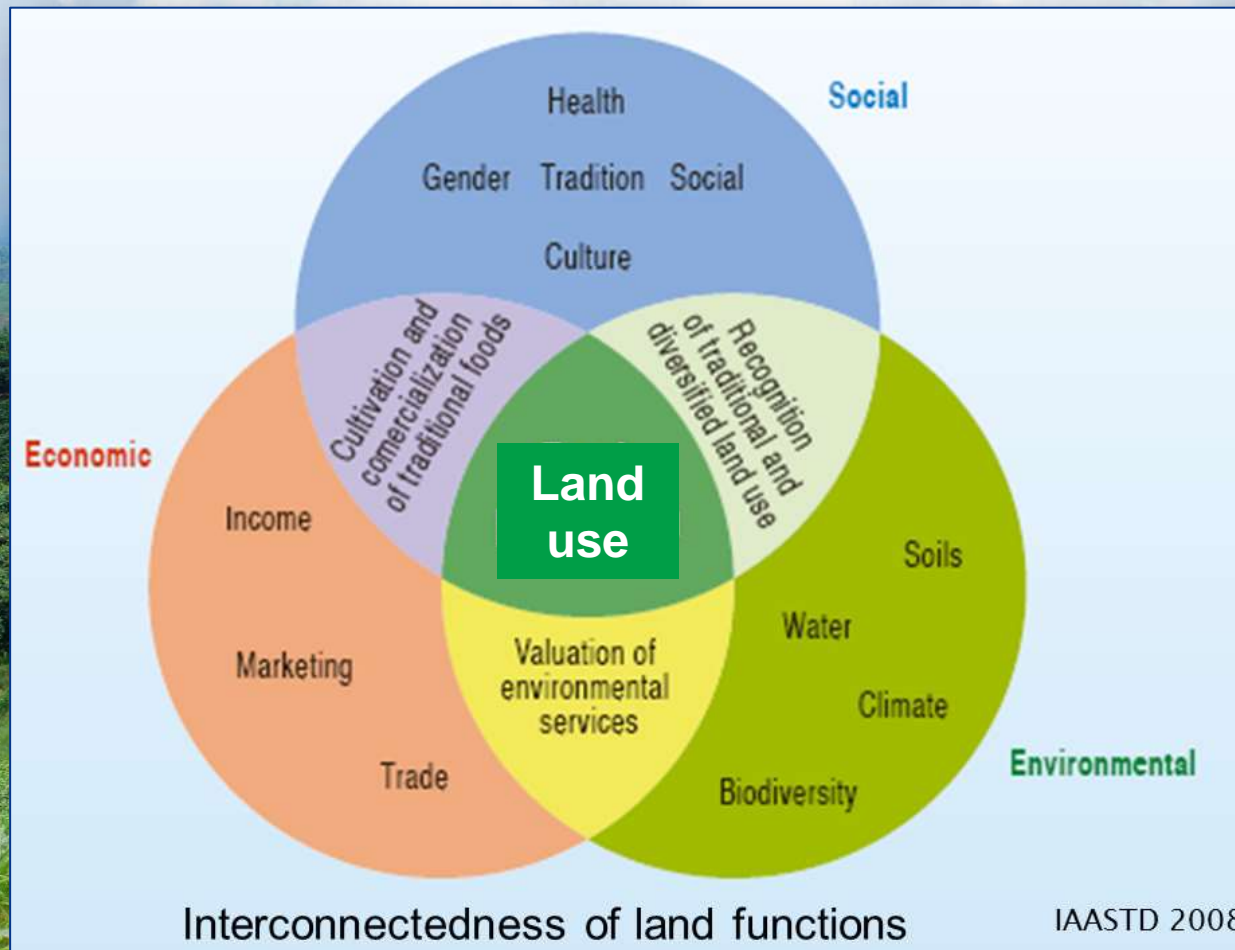 Health
Social
Gender Tradition Social
Culture
Cultivation and
comercialization
of traditional foods
Recognition
of traditional and
diversified land use
Economic
Land
use
Income
Soils
Water
Marketing
Valuation of
environmental
services
Climate
Trade
Biodiversity
Environmental
Interconnectedness of land functions
IAASTD 2008